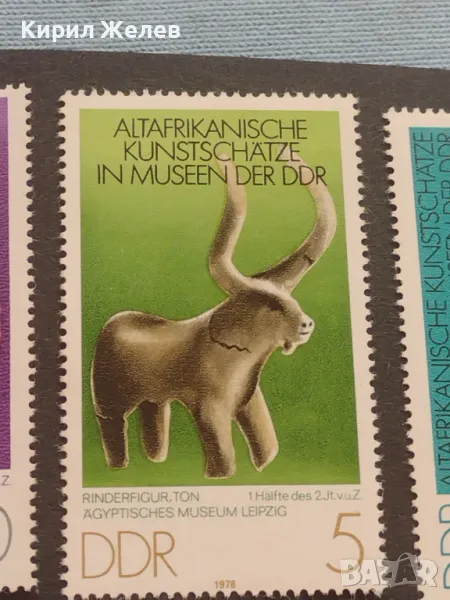 Кирил Желев
ALTAFRIKANISCHE
KUNSTSCHÄTZE
IN MUSEEN DER DDR
RINDERFIGUR, TON
1. Hälfte des 2.Jt.v.u.Z.
ÄGYPTISCHES MUSEUM LEIPZIG
DDR
1978
5
ALTAFRIKANISCHE KUNSTSCHÄTZE
BAZAR